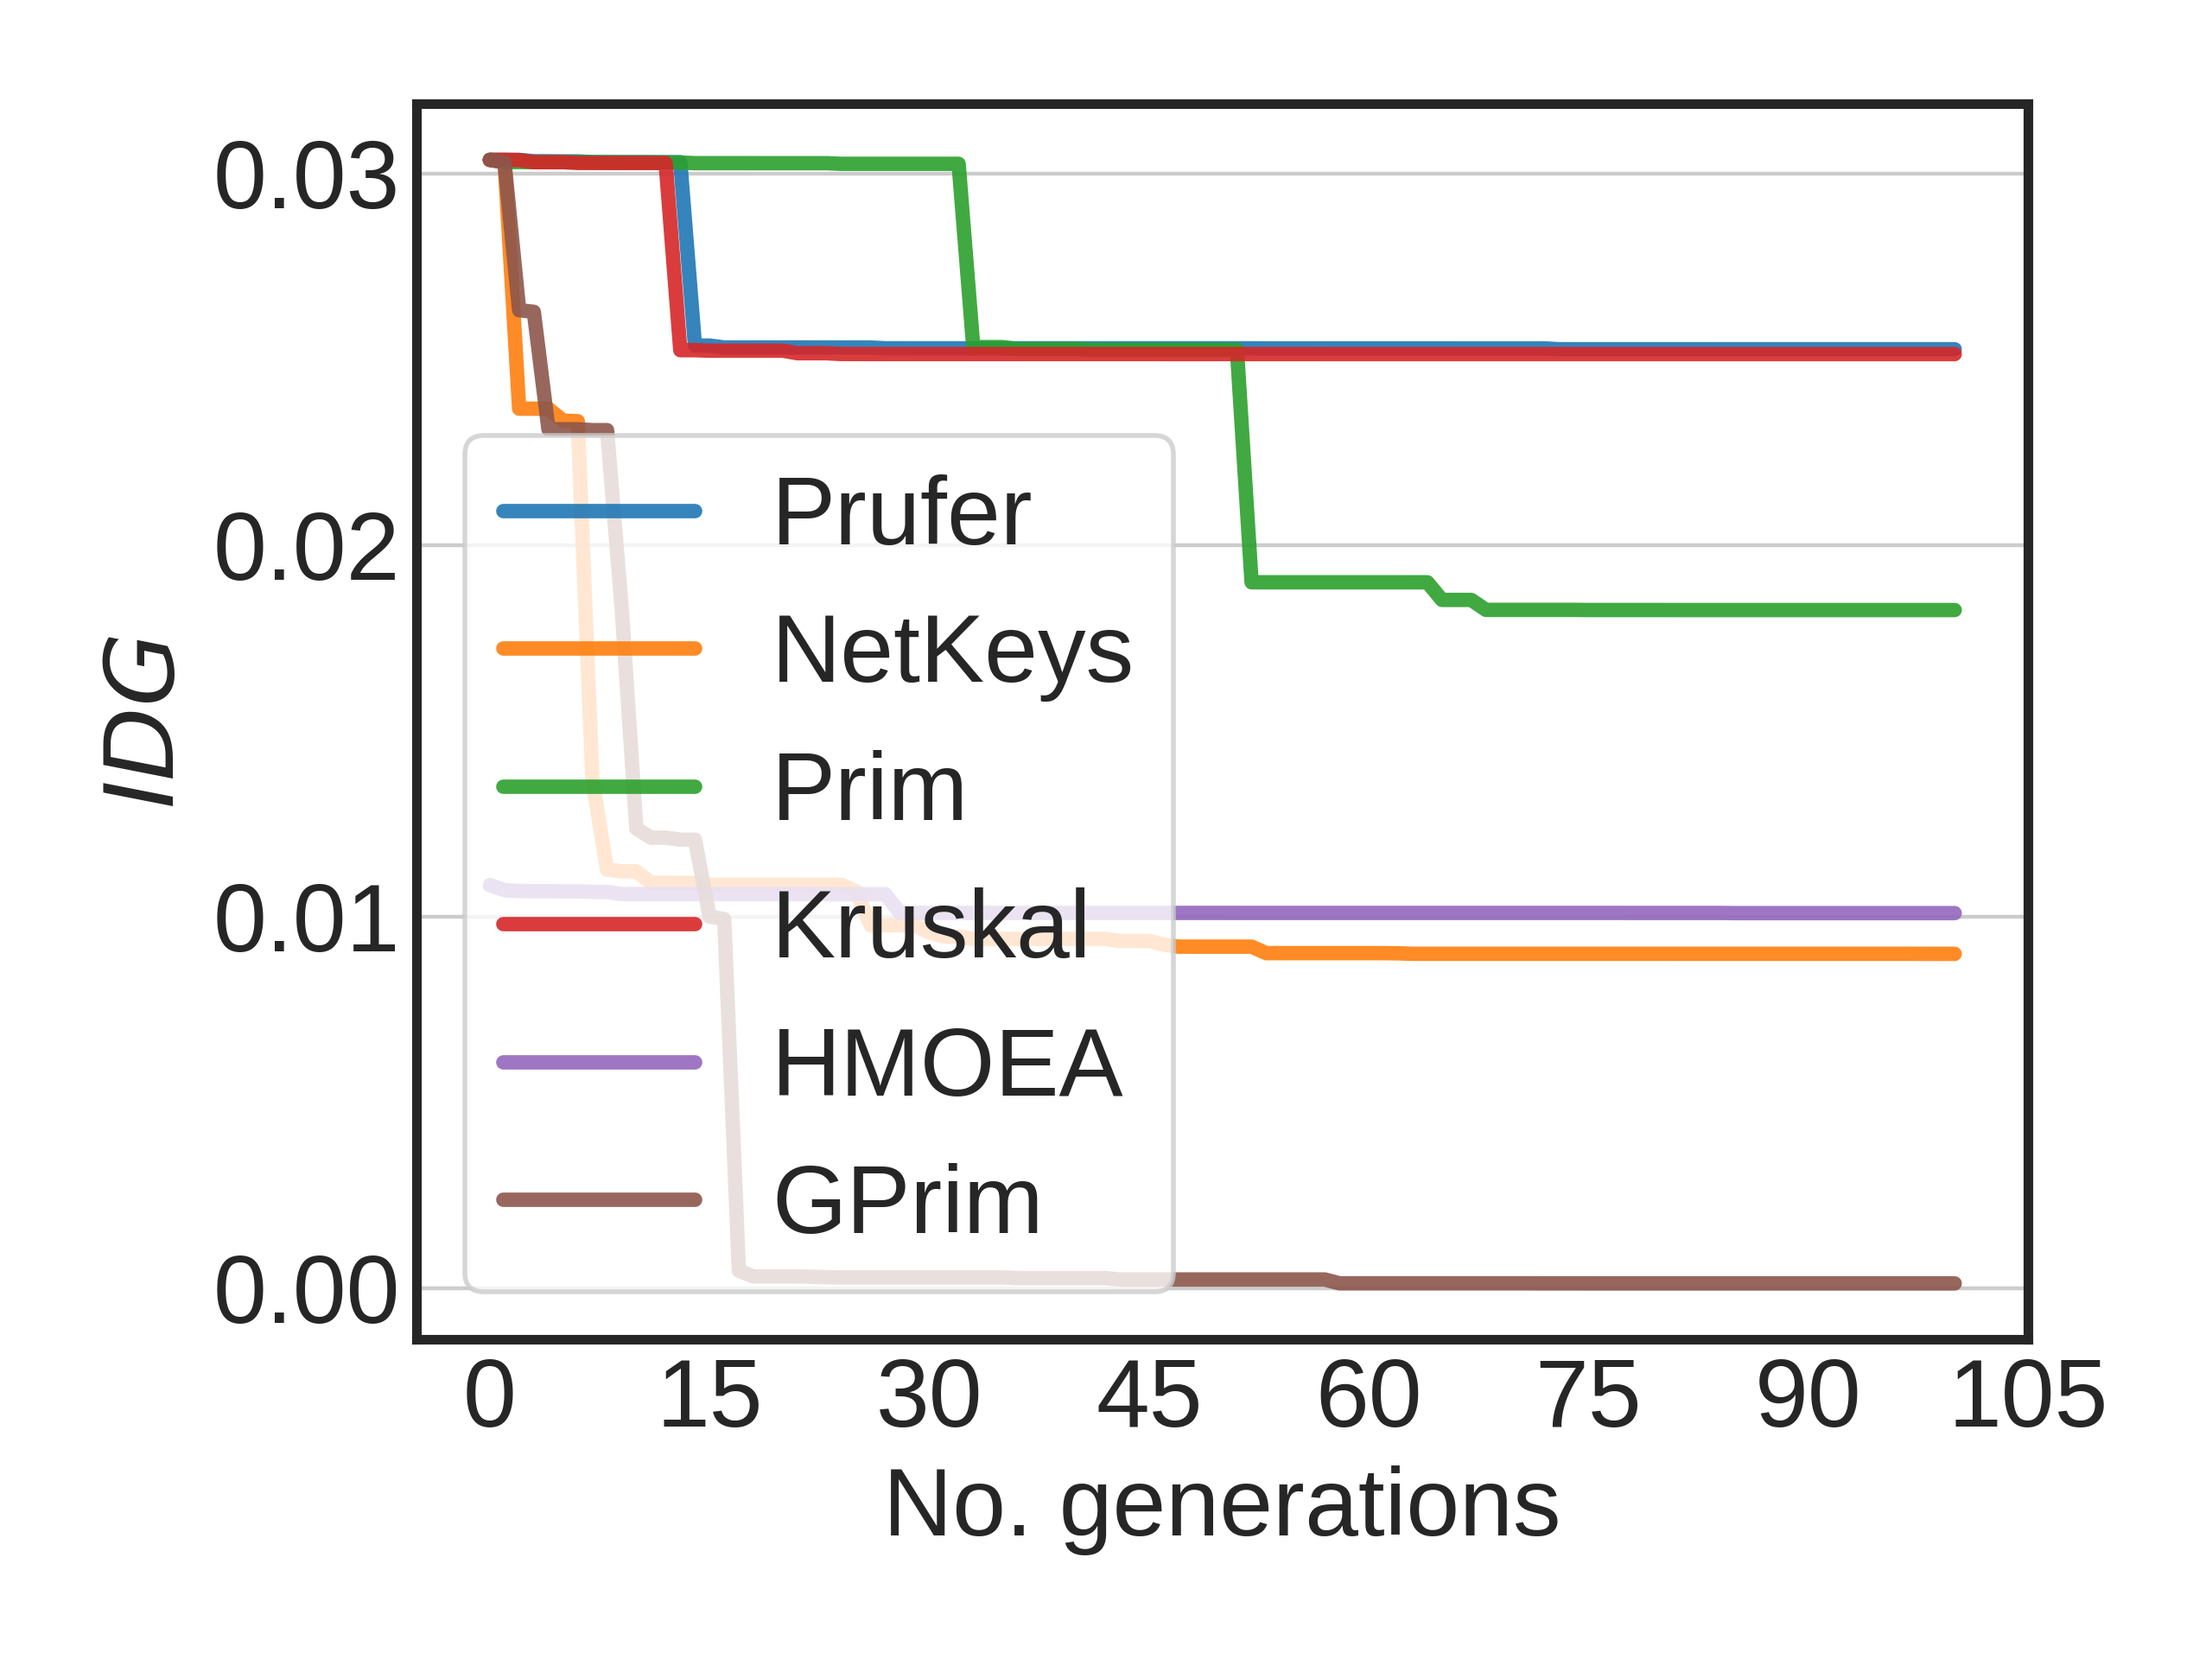 0.03
0.02
0.01
0.00
IDG
Prufer
NetKeys
Prim
Kruskal
HMOEA
GPrim
0 15 30 45 60 75 90 105
No. generations